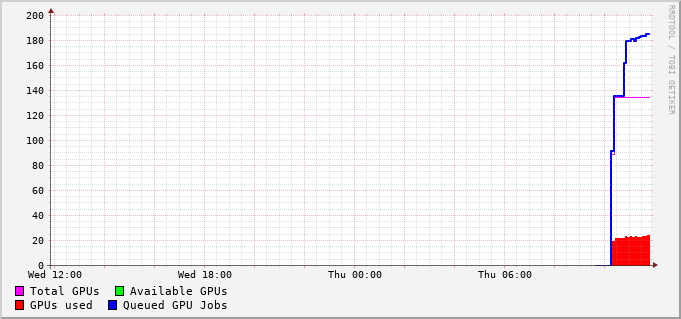 200
180
160
140
120
100
80
60
40
20
0
Wed 12:00 Wed 18:00 Thu 00:00 Thu 06:00
Total GPUs Available GPUs
GPUs used Queued GPU Jobs
RRDTOOL / TOBI OETIKER